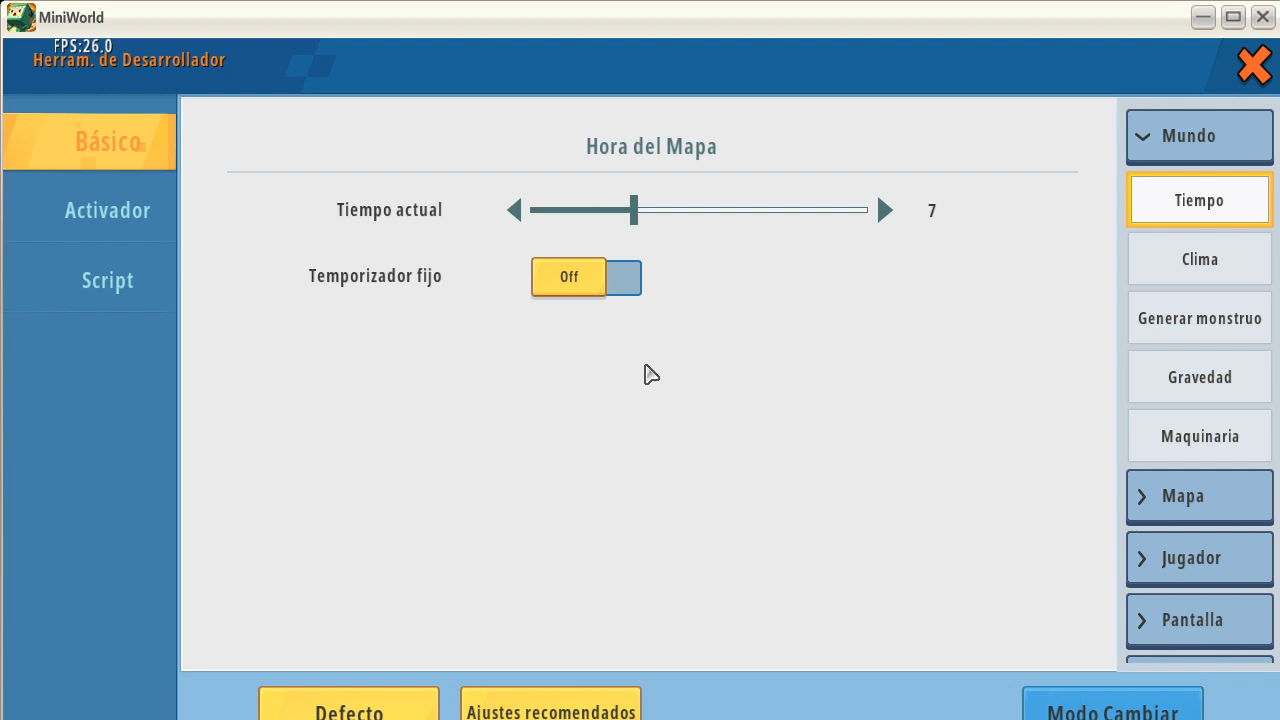 MiniWorld
FPS:26.0
Herram. de Desarrollador
Básico
Activador
Script
Hora del Mapa
Tiempo actual
7
Temporizador fijo
Off
Mundo
Tiempo
Clima
Generar monstruo
Gravedad
Maquinaria
Mapa
Jugador
Pantalla
Defecto
Ajustes recomendados
Modo Cambiar